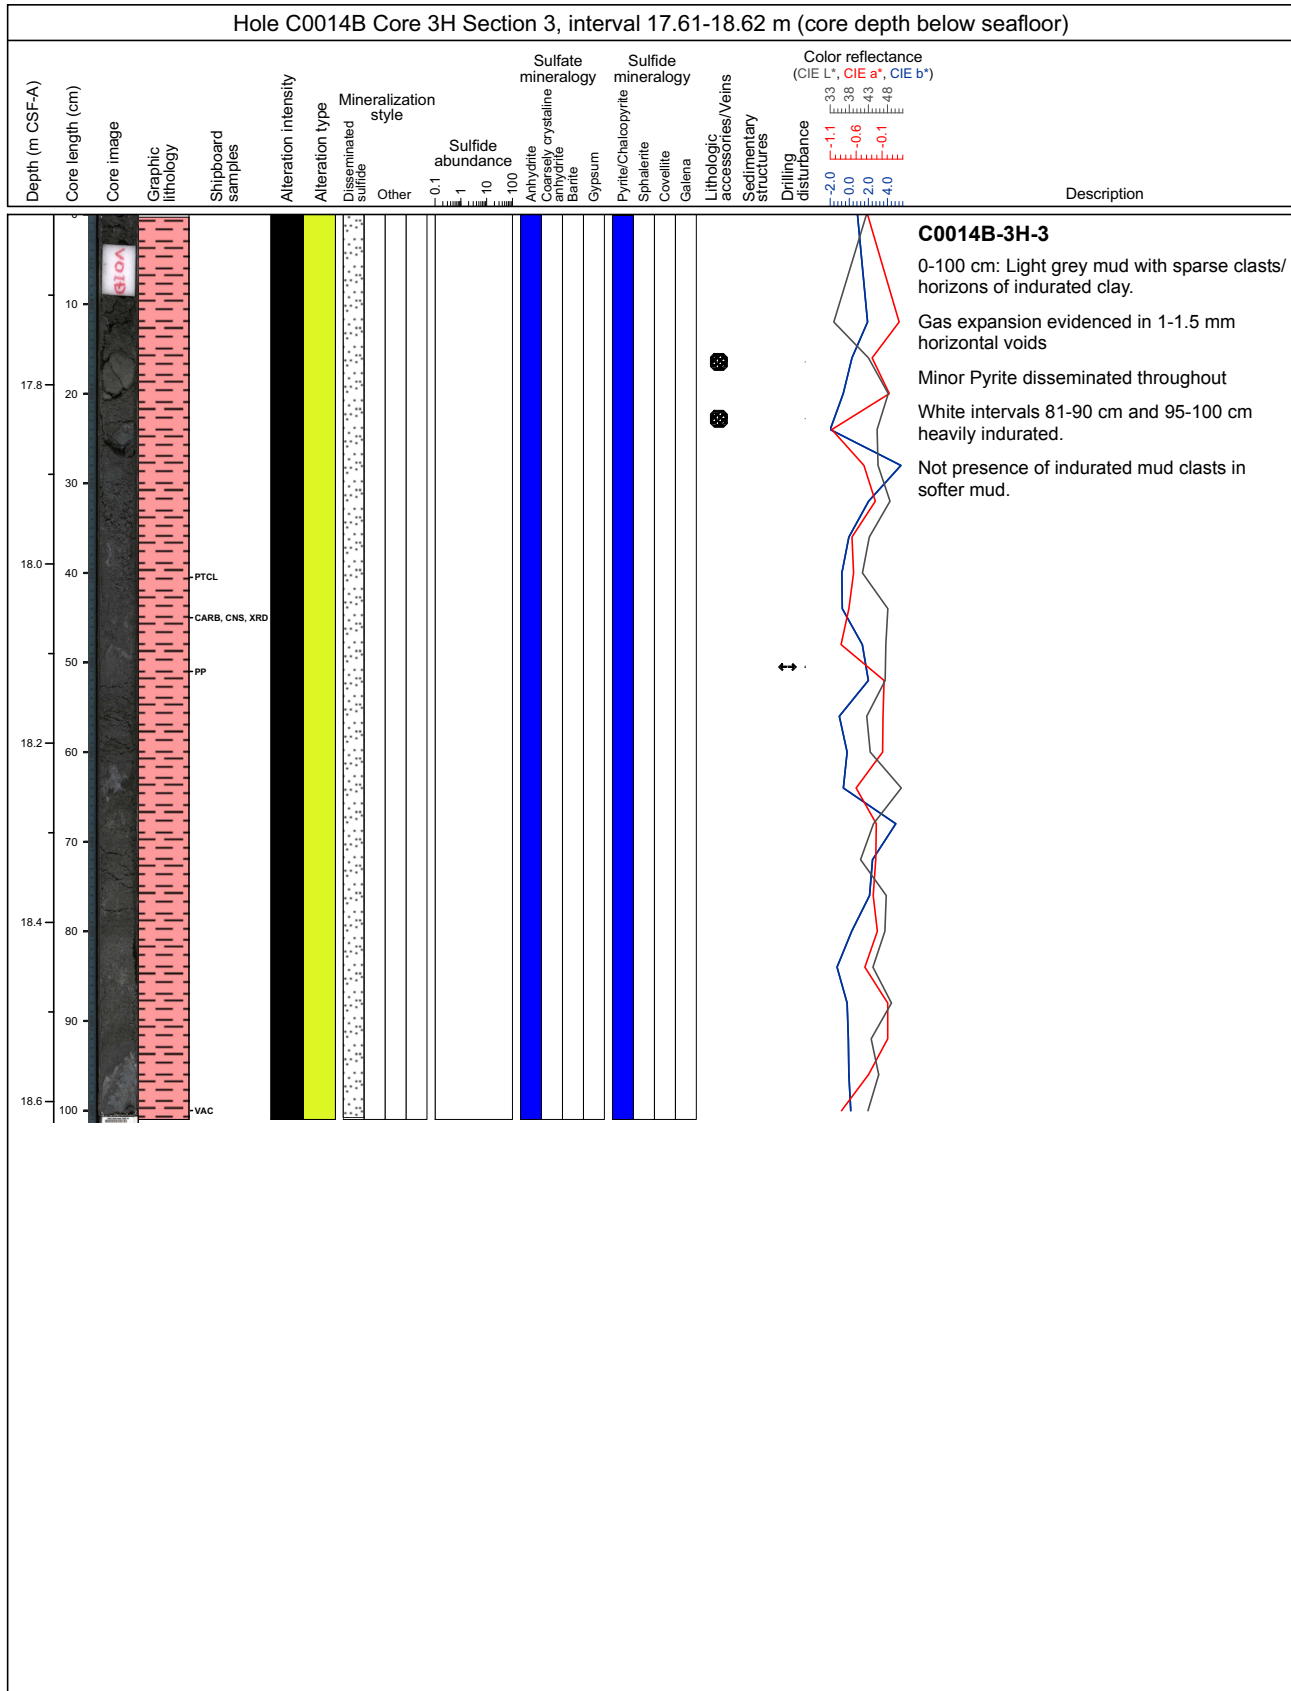 Hole C0014B Core 3H Section 3, interval 17.61-18.62 m (core depth below seafloor)
Depth (m CSF-A)
Core length (cm)
Core image
Graphic
lithology
Shipboard
samples
Alteration intensity
Alteration type
Mineralization
style
Disseminated
sulfide
Other
Sulfide
abundance
0.1
1
10
100
Sulfate
mineralogy
Anhydrite
Coarsely crystaline
anhydrite
Barite
Gypsum
Sulfide
mineralogy
Pyrite/Chalcopyrite
Sphalerite
Covellite
Galena
Lithologic
accessories/Veins
Sedimentary
structures
Drilling
disturbance
Color reflectance
(CIE L*, CIE a*, CIE b*)
33
38
43
48
-1.1
-0.6
-0.1
-2.0
0.0
2.0
4.0
Description
0
VOID
10
17.8
20
30
18.0
40
PTCL
CARB, CNS, XRD
50
PP
18.2
60
70
18.4
80
90
18.6
100
VAC
C0014B-3H-3
0-100 cm: Light grey mud with sparse clasts/
horizons of indurated clay.
Gas expansion evidenced in 1-1.5 mm
horizontal voids
Minor Pyrite disseminated throughout
White intervals 81-90 cm and 95-100 cm
heavily indurated.
Not presence of indurated mud clasts in
softer mud.